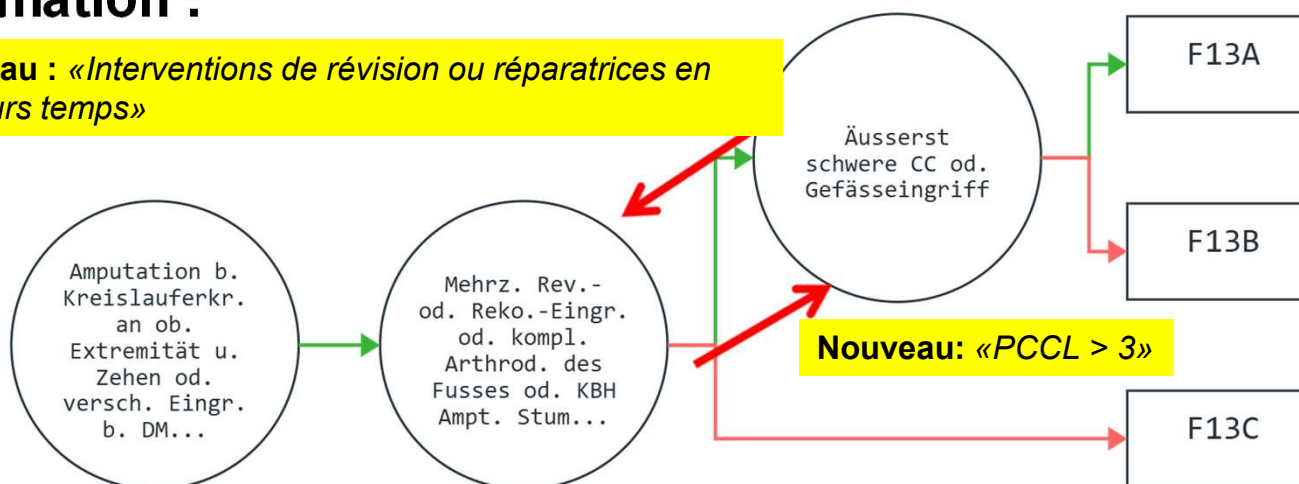 au : «Interventions de révision ou réparatrices en
temps»
Amputation b.
Kreislauferkr.
an ob.
Extremität u.
Zehen od.
versch. Eingr.
b. DM...
Mehrz. Rev.-
od. Reko.-Eingr.
od. kompl.
Arthrod. des
Fusses od. KBH
Ampt. Stum...
Äusserst
schwere CC od.
Gefässeingriff
Nouveau: «PCCL > 3»
F13A
F13B
F13C